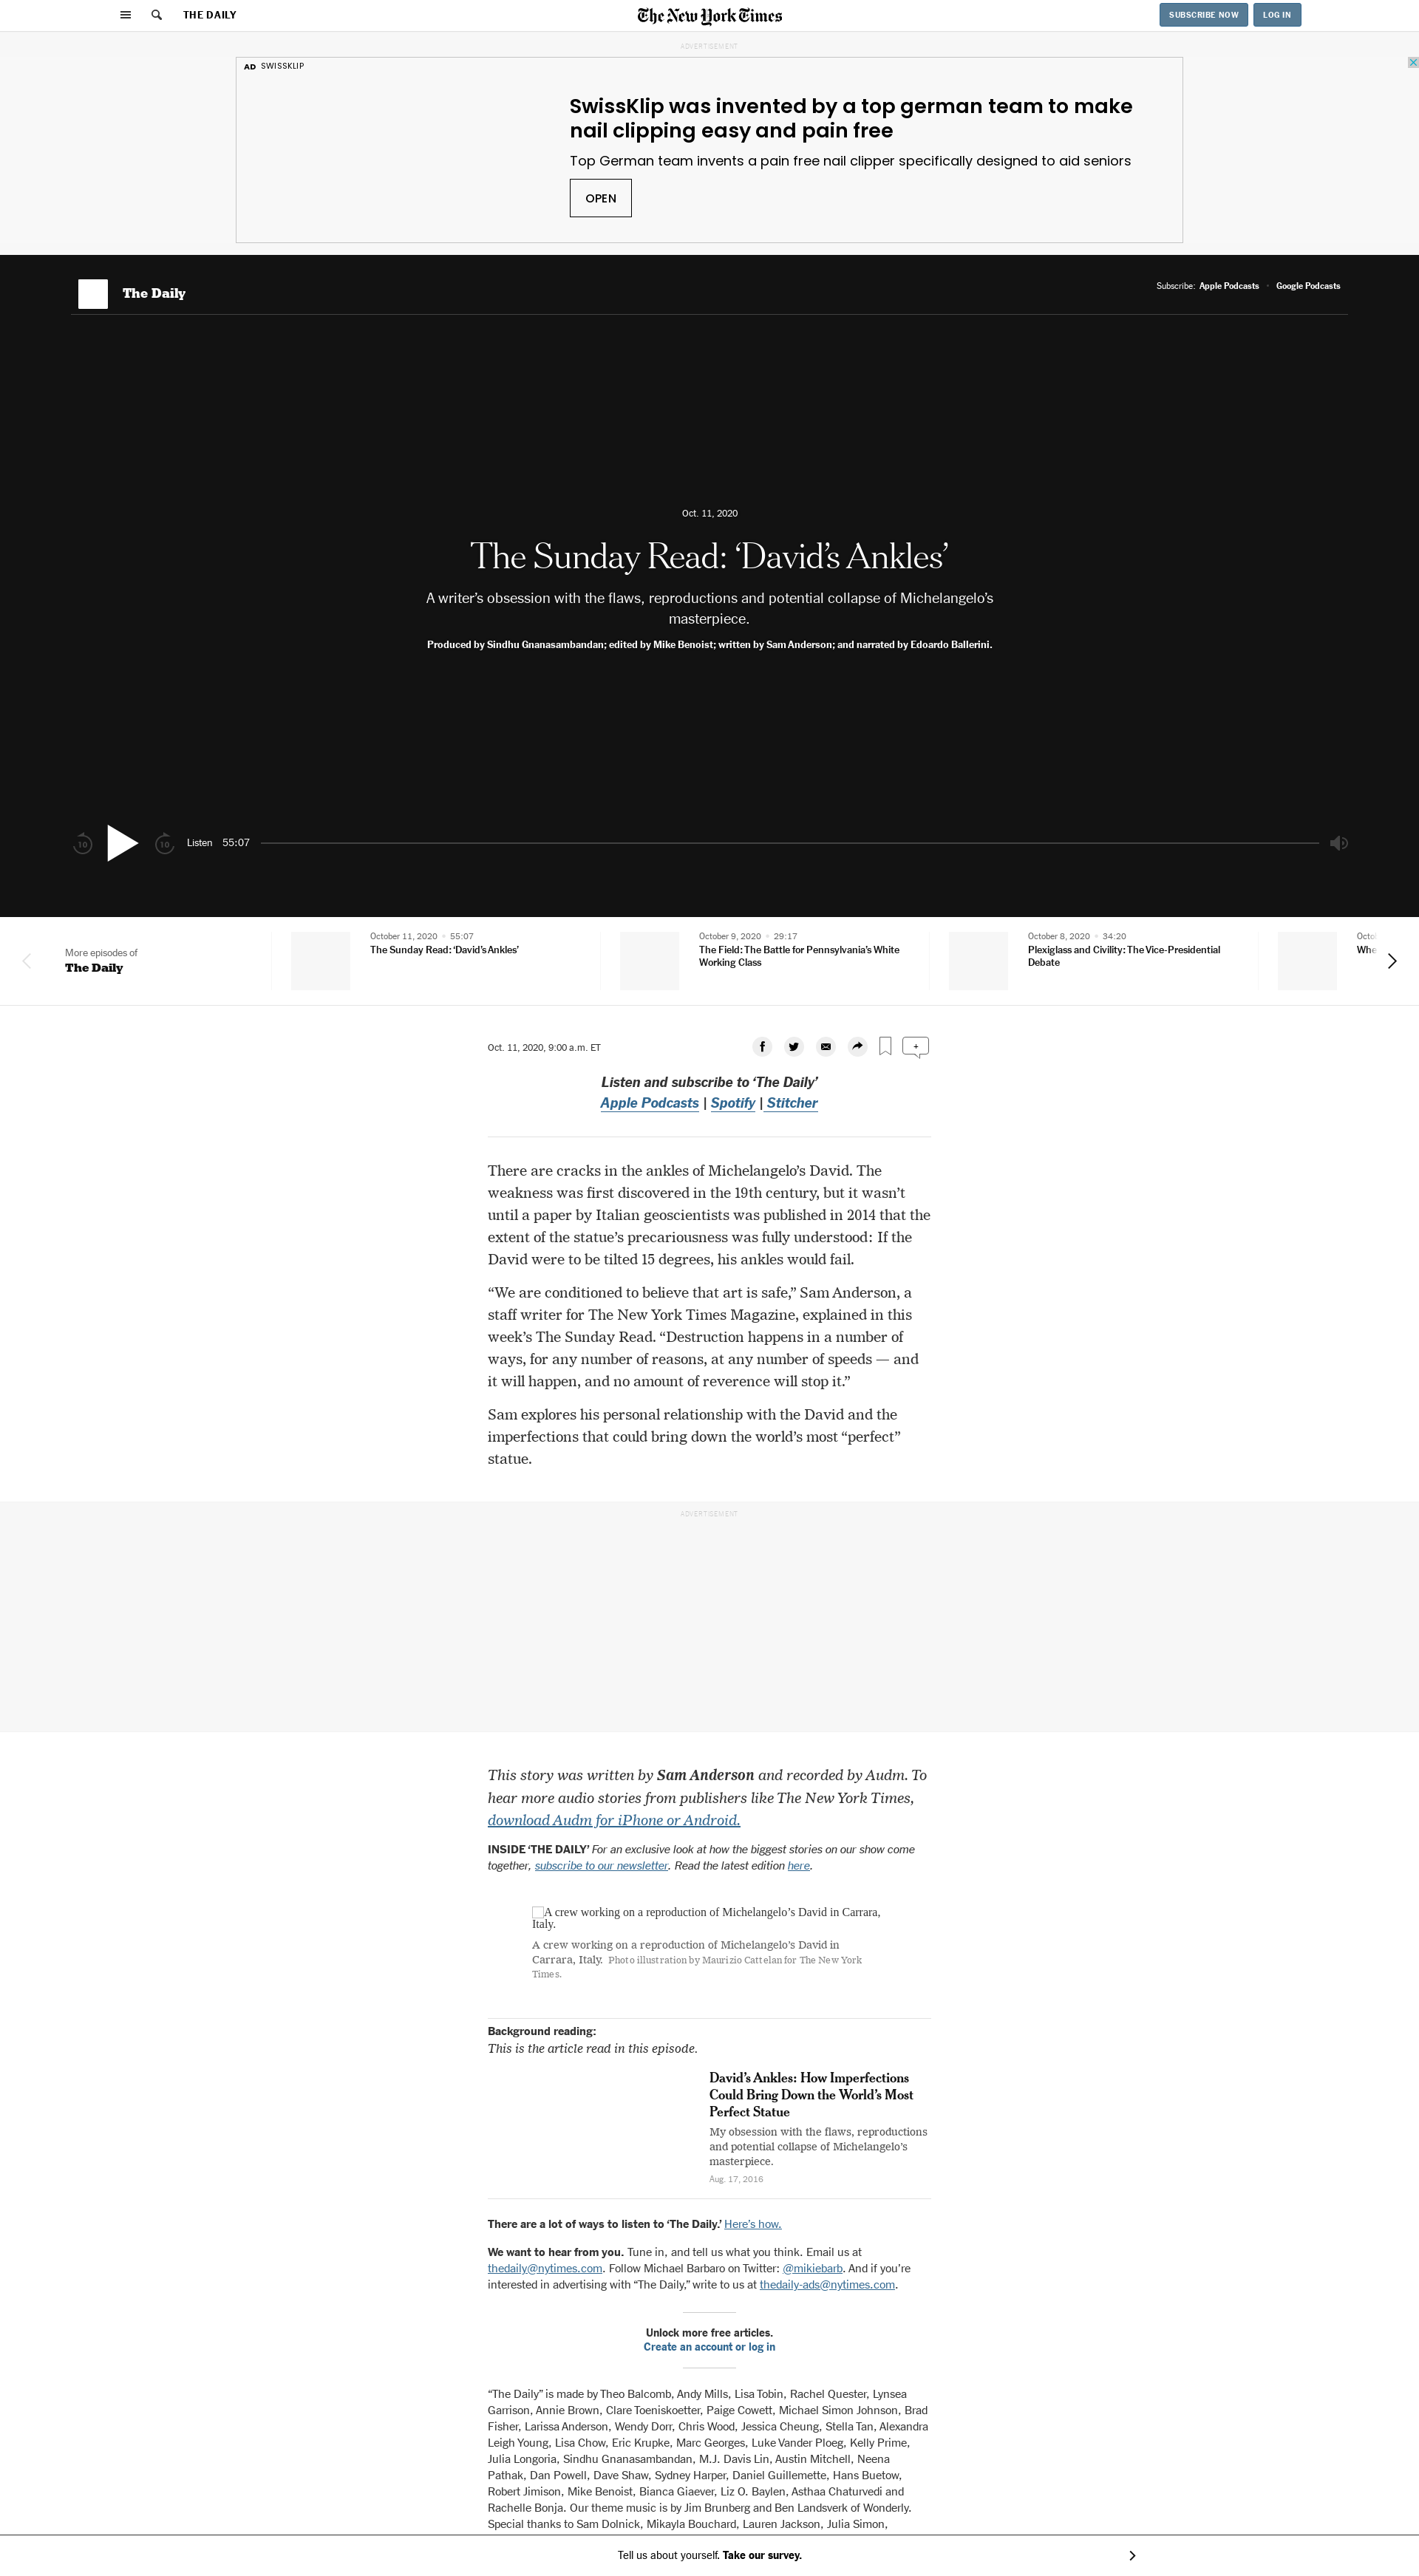 THE DAILY
The New York Times
SUBSCRIBE NOW
LOG IN
ADVERTISEMENT
AD SWISSKLIP
SwissKlip was invented by a top german team to make
nail clipping easy and pain free
Top German team invents a pain free nail clipper specifically designed to aid seniors
OPEN
The Daily
Subscribe: Apple Podcasts • Google Podcasts
Oct. 11, 2020
The Sunday Read: ‘David’s Ankles’
A writer’s obsession with the flaws, reproductions and potential collapse of Michelangelo’s
masterpiece.
Produced by Sindhu Gnanasambandan; edited by Mike Benoist; written by Sam Anderson; and narrated by Edoardo Ballerini.
10
10
Listen 55:07
More episodes of
The Daily
October 11, 2020 • 55:07
The Sunday Read: ‘David’s Ankles’
October 9, 2020 • 29:17
The Field: The Battle for Pennsylvania’s White
Working Class
October 8, 2020 • 34:20
Plexiglass and Civility: The Vice-Presidential
Debate
Octo
Whe
Oct. 11, 2020, 9:00 a.m. ET
+
Listen and subscribe to ‘The Daily’
Apple Podcasts | Spotify | Stitcher
There are cracks in the ankles of Michelangelo’s David. The
weakness was first discovered in the 19th century, but it wasn’t
until a paper by Italian geoscientists was published in 2014 that the
extent of the statue’s precariousness was fully understood: If the
David were to be tilted 15 degrees, his ankles would fail.
“We are conditioned to believe that art is safe,” Sam Anderson, a
staff writer for The New York Times Magazine, explained in this
week’s The Sunday Read. “Destruction happens in a number of
ways, for any number of reasons, at any number of speeds — and
it will happen, and no amount of reverence will stop it.”
Sam explores his personal relationship with the David and the
imperfections that could bring down the world’s most “perfect”
statue.
ADVERTISEMENT
This story was written by Sam Anderson and recorded by Audm. To
hear more audio stories from publishers like The New York Times,
download Audm for iPhone or Android.
INSIDE ‘THE DAILY’ For an exclusive look at how the biggest stories on our show come
together, subscribe to our newsletter. Read the latest edition here.
A crew working on a reproduction of Michelangelo’s David in Carrara,
Italy.
A crew working on a reproduction of Michelangelo’s David in
Carrara, Italy. Photo illustration by Maurizio Cattelan for The New York
Times.
Background reading:
This is the article read in this episode.
David’s Ankles: How Imperfections
Could Bring Down the World’s Most
Perfect Statue
My obsession with the flaws, reproductions
and potential collapse of Michelangelo’s
masterpiece.
Aug. 17, 2016
There are a lot of ways to listen to ‘The Daily.’ Here’s how.
We want to hear from you. Tune in, and tell us what you think. Email us at
thedaily@nytimes.com. Follow Michael Barbaro on Twitter: @mikiebarb. And if you’re
interested in advertising with “The Daily,” write to us at thedaily-ads@nytimes.com.
Unlock more free articles.
Create an account or log in
“The Daily” is made by Theo Balcomb, Andy Mills, Lisa Tobin, Rachel Quester, Lynsea
Garrison, Annie Brown, Clare Toeniskoetter, Paige Cowett, Michael Simon Johnson, Brad
Fisher, Larissa Anderson, Wendy Dorr, Chris Wood, Jessica Cheung, Stella Tan, Alexandra
Leigh Young, Lisa Chow, Eric Krupke, Marc Georges, Luke Vander Ploeg, Kelly Prime,
Julia Longoria, Sindhu Gnanasambandan, M.J. Davis Lin, Austin Mitchell, Neena
Pathak, Dan Powell, Dave Shaw, Sydney Harper, Daniel Guillemette, Hans Buetow,
Robert Jimison, Mike Benoist, Bianca Giaever, Liz O. Baylen, Asthaa Chaturvedi and
Rachelle Bonja. Our theme music is by Jim Brunberg and Ben Landsverk of Wonderly.
Special thanks to Sam Dolnick, Mikayla Bouchard, Lauren Jackson, Julia Simon,
Tell us about yourself. Take our survey.